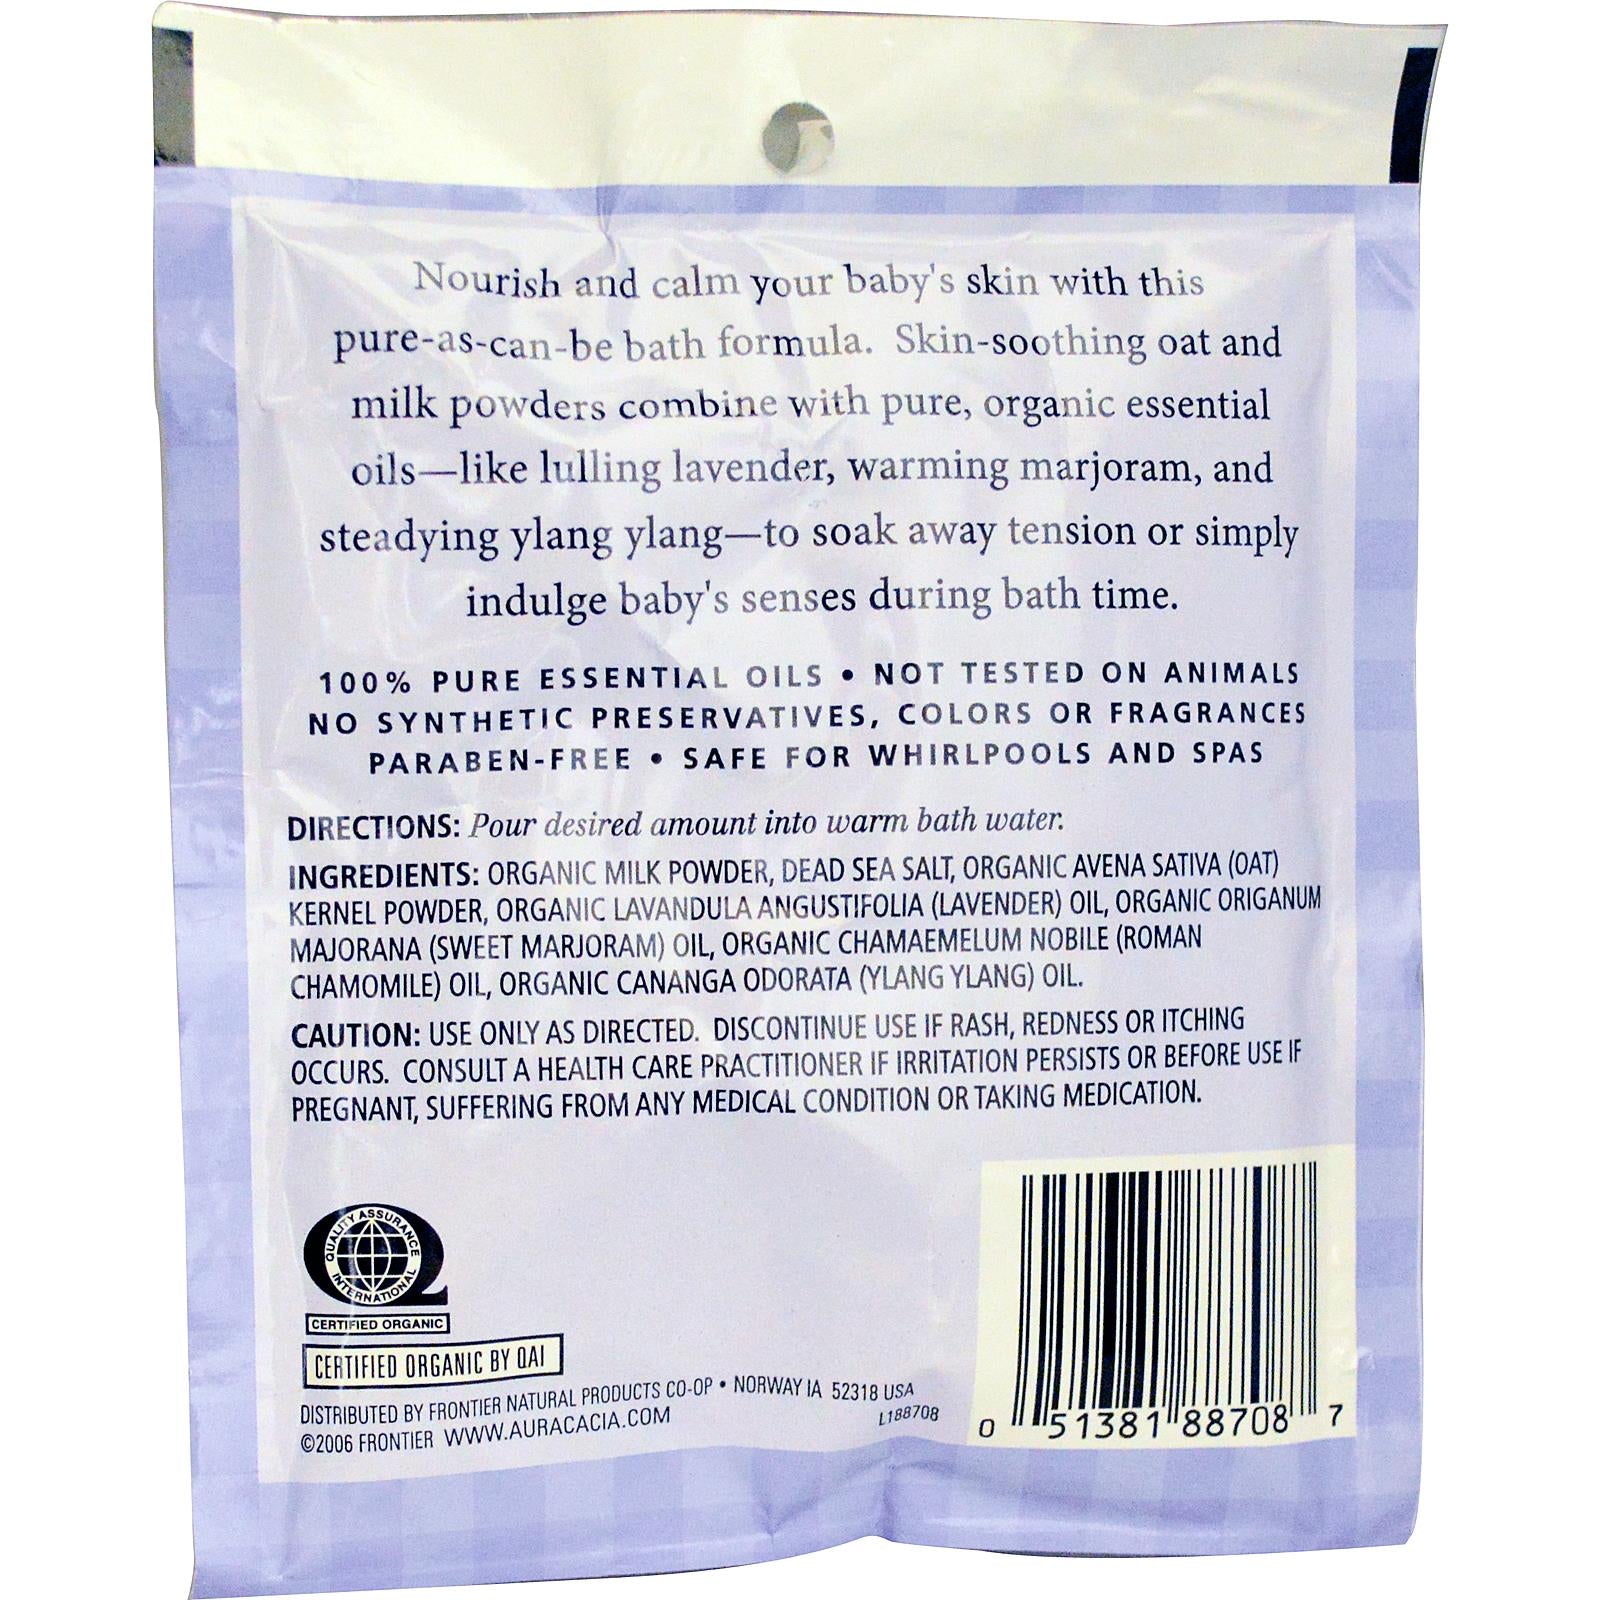 Nourish and calm your baby's skin with this
pure-as-can-be bath formula. Skin-soothing oat and
milk powders combine with pure, organic essential
oils—like lulling lavender, warming marjoram, and
steadying ylang ylang—to soak away tension or simply
indulge baby's senses during bath time.
100% PURE ESSENTIAL OILS • NOT TESTED ON ANIMALS
NO SYNTHETIC PRESERVATIVES, COLORS OR FRAGRANCES
PARABEN-FREE • SAFE FOR WHIRLPOOLS AND SPAS
DIRECTIONS: Pour desired amount into warm bath water.
INGREDIENTS: ORGANIC MILK POWDER, DEAD SEA SALT, ORGANIC AVENA SATIVA (OAT)
KERNEL POWDER, ORGANIC LAVANDULA ANGUSTIFOLIA (LAVENDER) OIL, ORGANIC ORIGANUM
MAJORANA (SWEET MARJORAM) OIL, ORGANIC CHAMAEMELUM NOBILE (ROMAN
CHAMOMILE) OIL, ORGANIC CANANGA ODORATA (YLANG YLANG) OIL.
CAUTION: USE ONLY AS DIRECTED. DISCONTINUE USE IF RASH, REDNESS OR ITCHING
OCCURS. CONSULT A HEALTH CARE PRACTITIONER IF IRRITATION PERSISTS OR BEFORE USE IF
PREGNANT, SUFFERING FROM ANY MEDICAL CONDITION OR TAKING MEDICATION.
QUALITY ASSURANCE
INTERNATIONAL
CERTIFIED ORGANIC
CERTIFIED ORGANIC BY QAI
DISTRIBUTED BY FRONTIER NATURAL PRODUCTS CO-OP • NORWAY IA 52318 USA
©2006 FRONTIER WWW.AURACACIA.COM
L188708
0 51381 88708 7